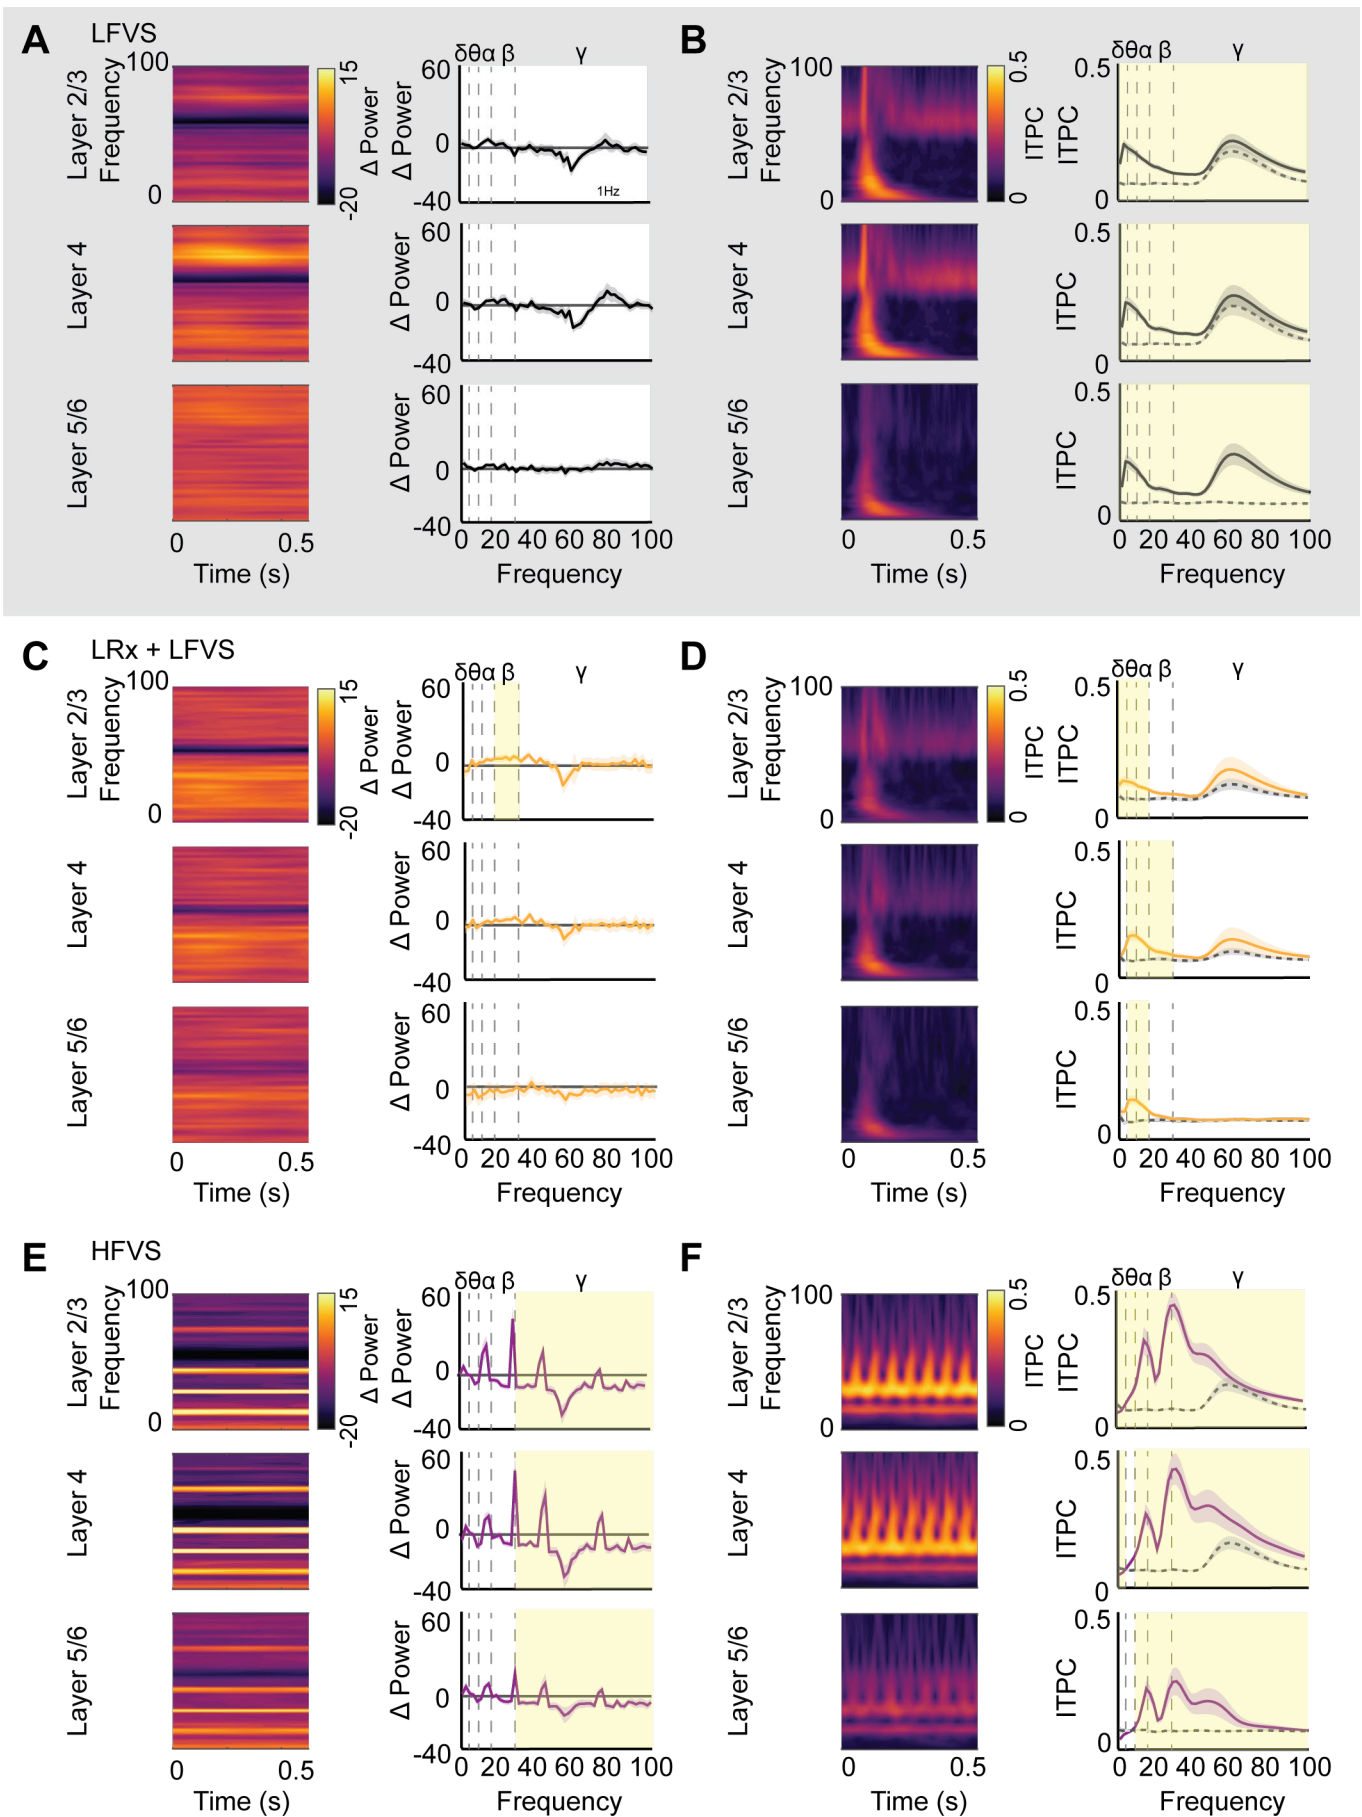 A LFVS
Layer 2/3
Frequency
100
0
15
-20
Δ Power
δθα β γ
Δ Power
60
0
-40
1Hz
Layer 4
Δ Power
60
0
-40
Layer 5/6
Δ Power
60
0
-40
0 0.5
Time (s)
0 20 40 60 80 100
Frequency
B
Layer 2/3
Frequency
100
0
0.5
0
ITPC
δθα β γ
ITPC
0.5
0
Layer 4
ITPC
0.5
0
Layer 5/6
ITPC
0.5
0
0 0.5
Time (s)
0 20 40 60 80 100
Frequency
C LRx + LFVS
Layer 2/3
Frequency
100
0
15
-20
Δ Power
δθα β γ
Δ Power
60
0
-40
Layer 4
Δ Power
60
0
-40
Layer 5/6
Δ Power
60
0
-40
0 0.5
Time (s)
0 20 40 60 80 100
Frequency
D
Layer 2/3
Frequency
100
0
0.5
0
ITPC
δθα β γ
ITPC
0.5
0
Layer 4
ITPC
0.5
0
Layer 5/6
ITPC
0.5
0
0 0.5
Time (s)
0 20 40 60 80 100
Frequency
E HFVS
Layer 2/3
Frequency
100
0
15
-20
Δ Power
δθα β γ
Δ Power
60
0
-40
Layer 4
Δ Power
60
0
-40
Layer 5/6
Δ Power
60
0
-40
0 0.5
Time (s)
0 20 40 60 80 100
Frequency
F
Layer 2/3
Frequency
100
0
0.5
0
ITPC
δθα β γ
ITPC
0.5
0
Layer 4
ITPC
0.5
0
Layer 5/6
ITPC
0.5
0
0 0.5
Time (s)
0 20 40 60 80 100
Frequency